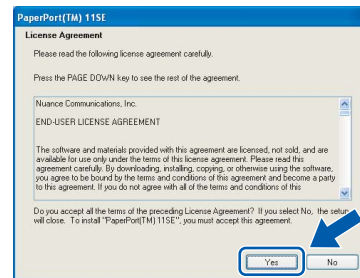 PaperPort(TM) 11SE
License Agreement
Please read the following license agreement carefully.
Press the PAGE DOWN key to see the rest of the agreement.
Nuance Communications, Inc.
END-USER LICENSE AGREEMENT
The software and materials provided with this agreement are licensed, not sold, and are
available for use only under the terms of this license agreement. Please read this
agreement carefully. By downloading, installing, copying, or otherwise using the software,
you agree to be bound by the terms and conditions of this agreement and become a party
to this agreement. If you do not agree with all of the terms and conditions of this
Do you accept all the terms of the preceding License Agreement? If you select No, the setup
will close. To install "PaperPort(TM) 11SE", you must accept this agreement.
Yes
No